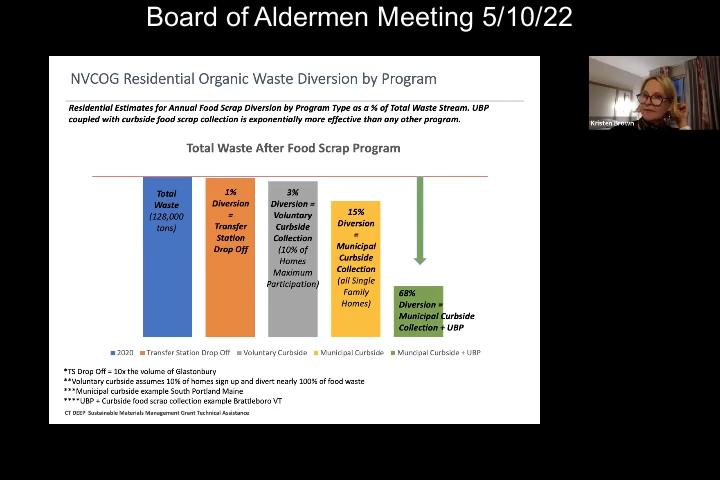 Board of Aldermen Meeting 5/10/22
NVCOG Residential Organic Waste Diversion by Program
Residential Estimates for Annual Food Scrap Diversion by Program Type as a % of Total Waste Stream. UBP
coupled with curbside food scrap collection is exponentially more effective than any other program.
Total Waste After Food Scrap Program
Total
Waste
(128,000
tons)
1%
Diversion
=
Transfer
Station
Drop Off
3%
Diversion =
Voluntary
Curbside
Collection
(10% of
Homes
Maximum
Participation)
15%
Diversion
=
Municipal
Curbside
Collection
(all Single
Family
Homes)
68%
Diversion =
Municipal Curbside
Collection + UBP
2020 Transfer Station Drop Off Voluntary Curbside Municipal Curbside Muncipal Curbside + UBP
*TS Drop Off = 10x the volume of Glastonbury
**Voluntary curbside assumes 10% of homes sign up and divert nearly 100% of food waste
***Municipal curbside example South Portland Maine
****UBP + Curbside food scrap collection example Brattleboro VT
CT DEEP Sustainable Materials Management Grant Technical Assistance
Kristen Brown